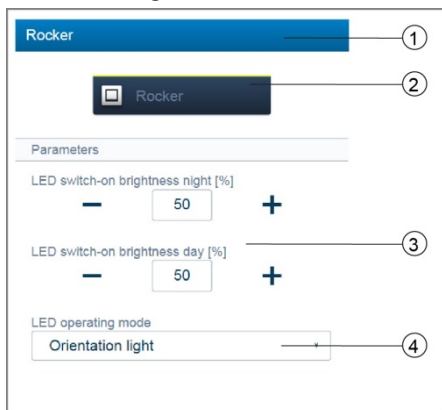 Rocker
1
Rocker
2
Parameters
LED switch-on brightness night [%]
− 50 +
3
LED switch-on brightness day [%]
− 50 +
LED operating mode
Orientation light
4